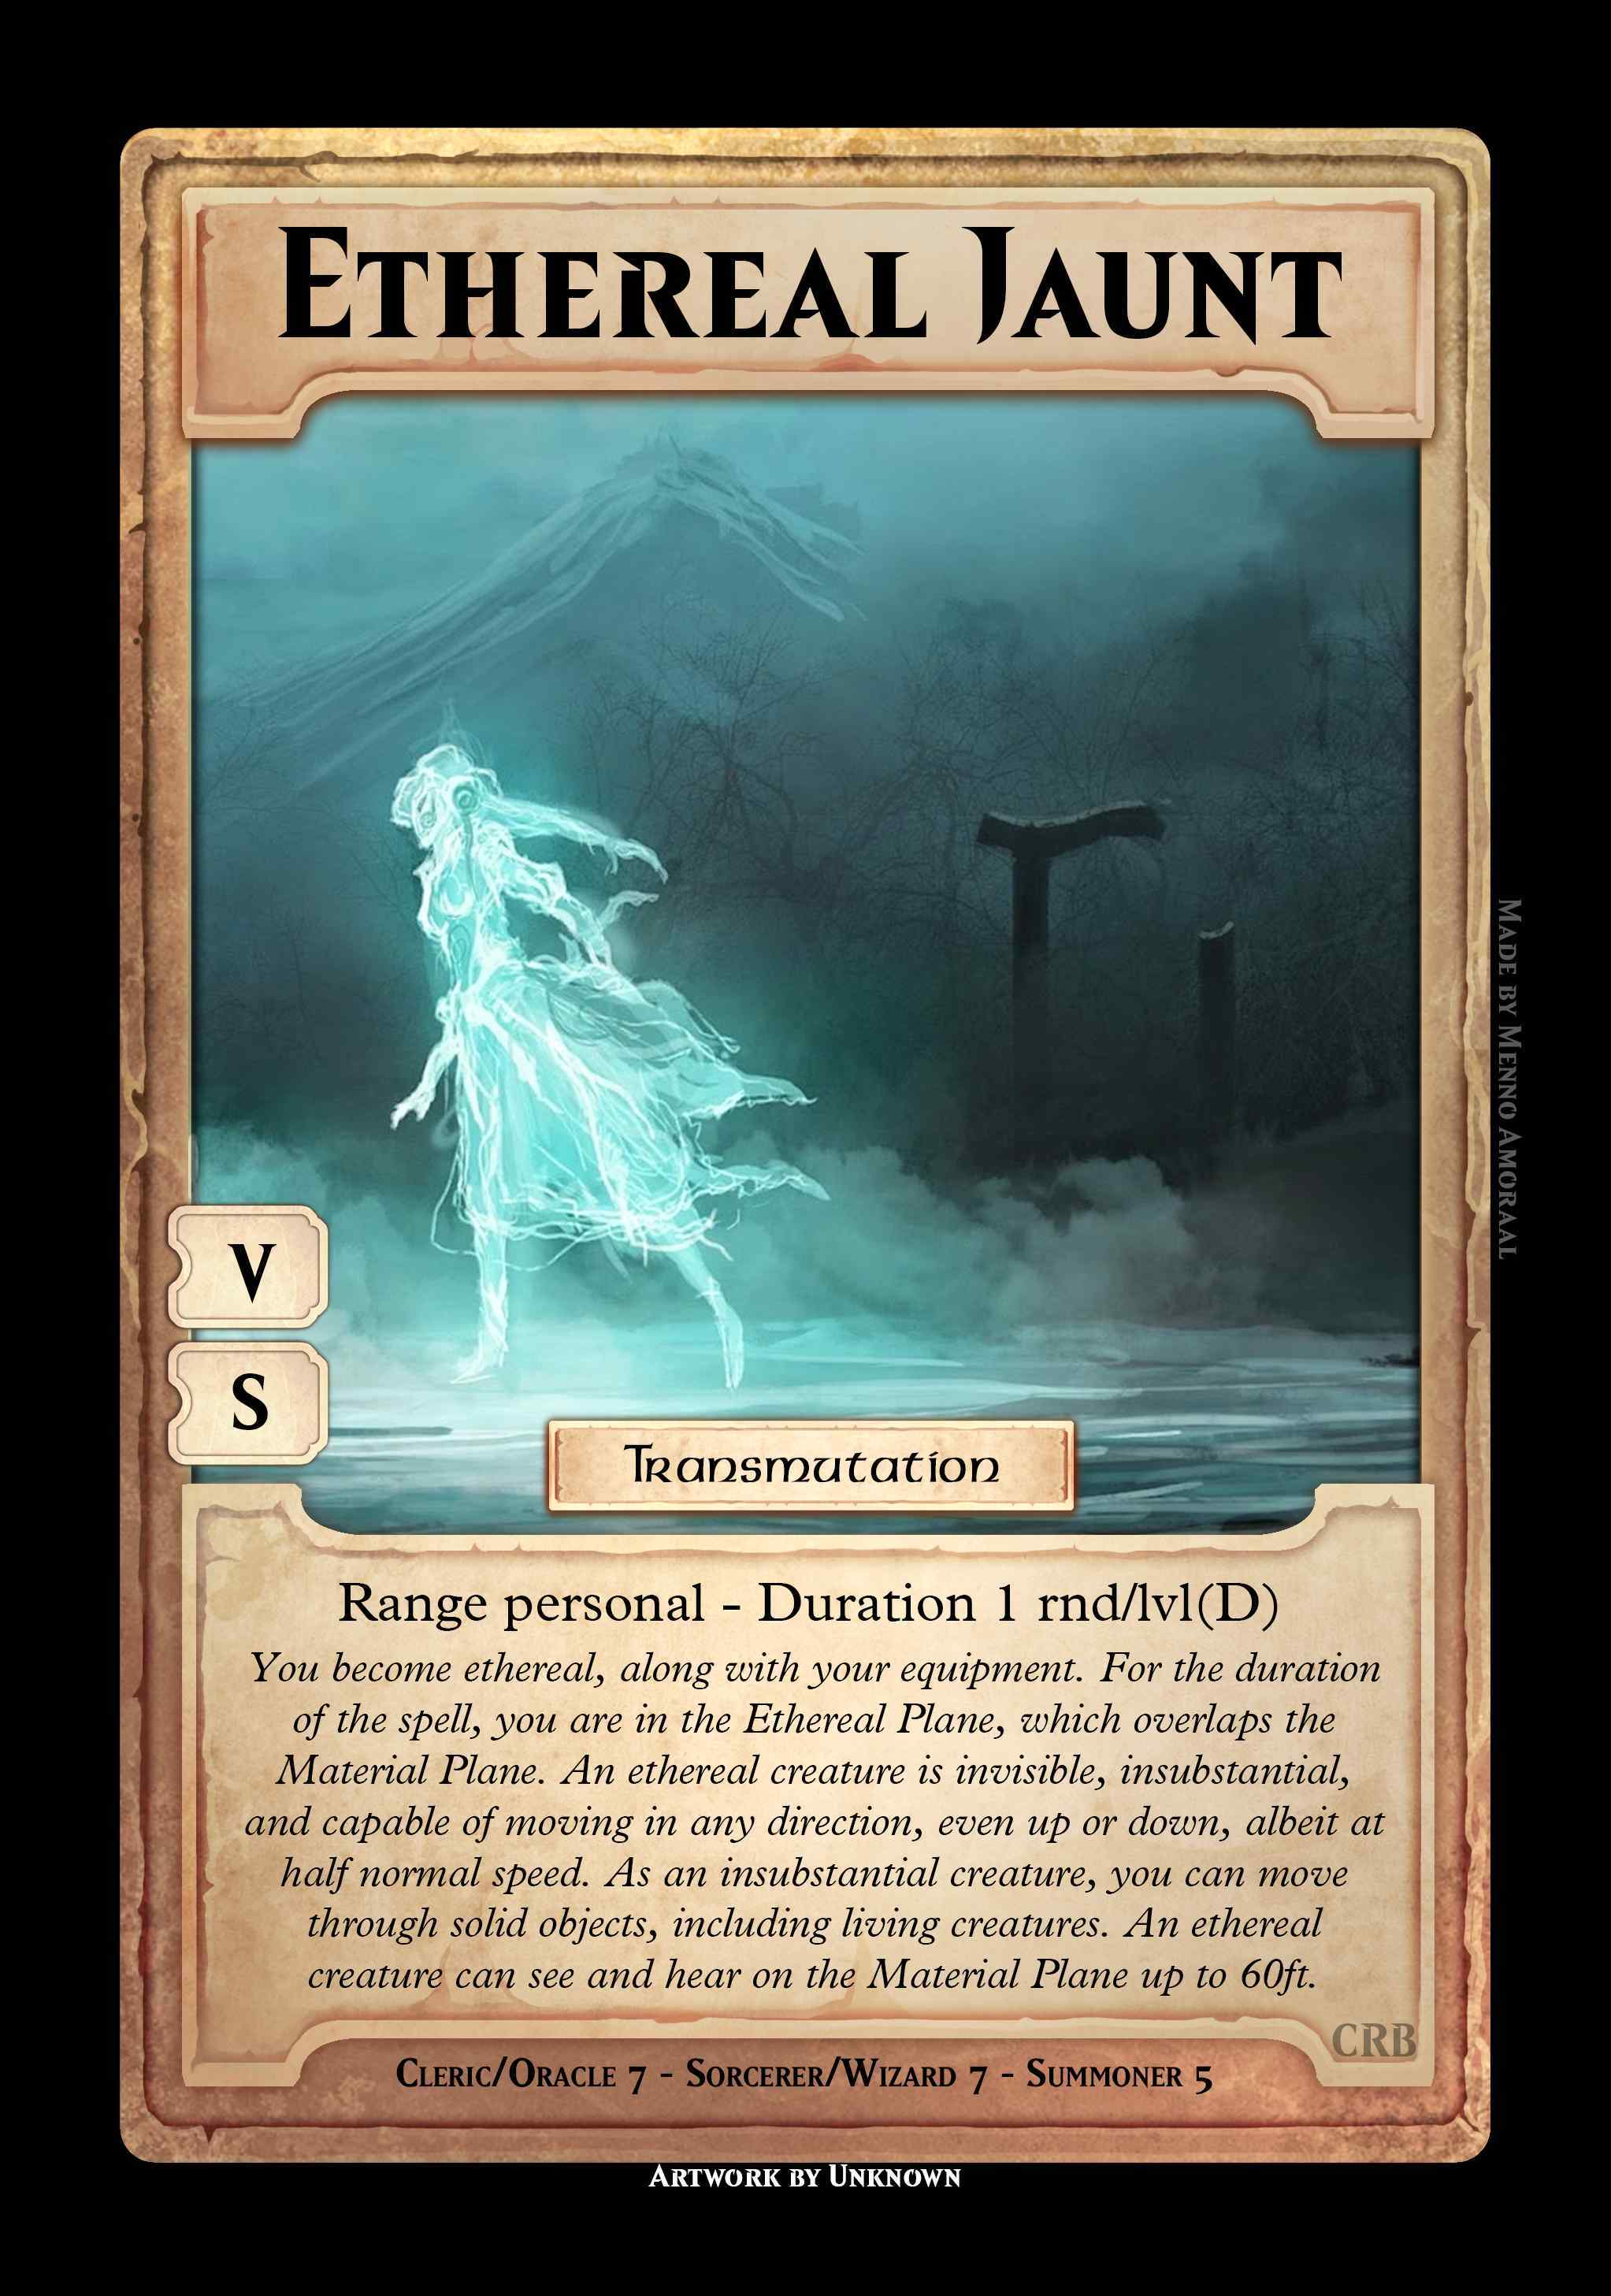 Ethereal Jaunt
Made by Menno Amoraal
V
S
Transmutation
Range personal - Duration 1 rnd/lvl(D)
You become ethereal, along with your equipment. For the duration
of the spell, you are in the Ethereal Plane, which overlaps the
Material Plane. An ethereal creature is invisible, insubstantial,
and capable of moving in any direction, even up or down, albeit at
half normal speed. As an insubstantial creature, you can move
through solid objects, including living creatures. An ethereal
creature can see and hear on the Material Plane up to 60ft.
CRB
Cleric/Oracle 7 - Sorcerer/Wizard 7 - Summoner 5
Artwork by Unknown